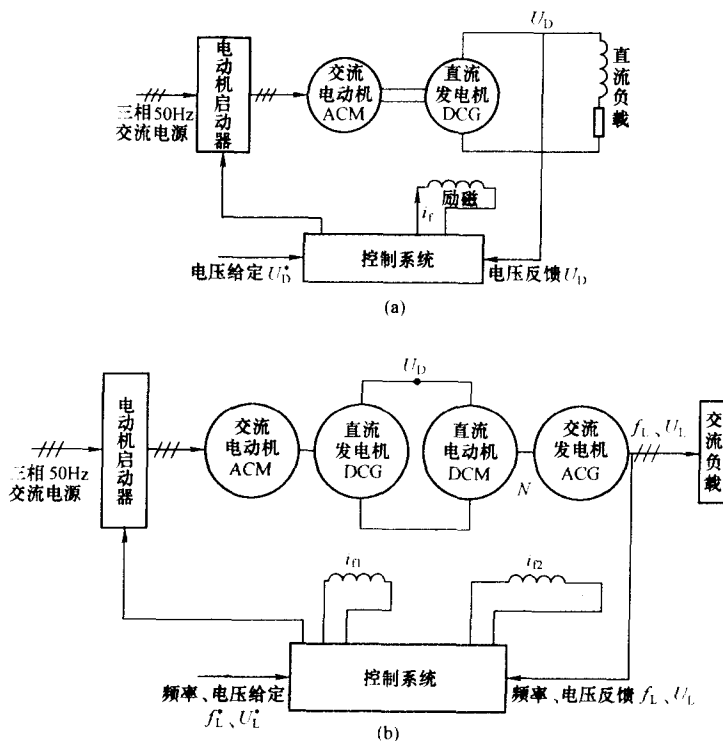 U_D
电动机启动器
交流
电动机
ACM
直流
发电机
DCG
直流负载
三相50Hz
交流电源
i_f
励磁
控制系统
电压给定 U_D^*
电压反馈 U_D
(a)
U_D
电动机启动器
交流
电动机
ACM
直流
发电机
DCG
直流
电动机
DCM
交流
发电机
ACG
f_L、U_L
交流负载
三相50Hz
交流电源
N
i_f1
i_f2
控制系统
频率、电压给定
f_L^*、U_L^*
频率、电压反馈 f_L、U_L
(b)